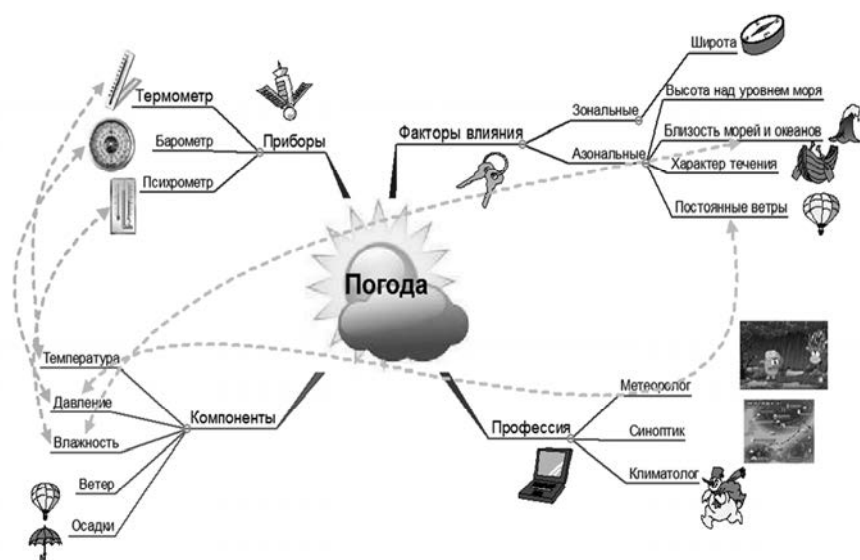 Погода
Приборы
Термометр
Барометр
Психрометр
Факторы влияния
Зональные
Широта
Азональные
Высота над уровнем моря
Близость морей и океанов
Характер течения
Постоянные ветры
Компоненты
Температура
Давление
Влажность
Ветер
Осадки
Профессия
Метеоролог
Синоптик
Климатолог